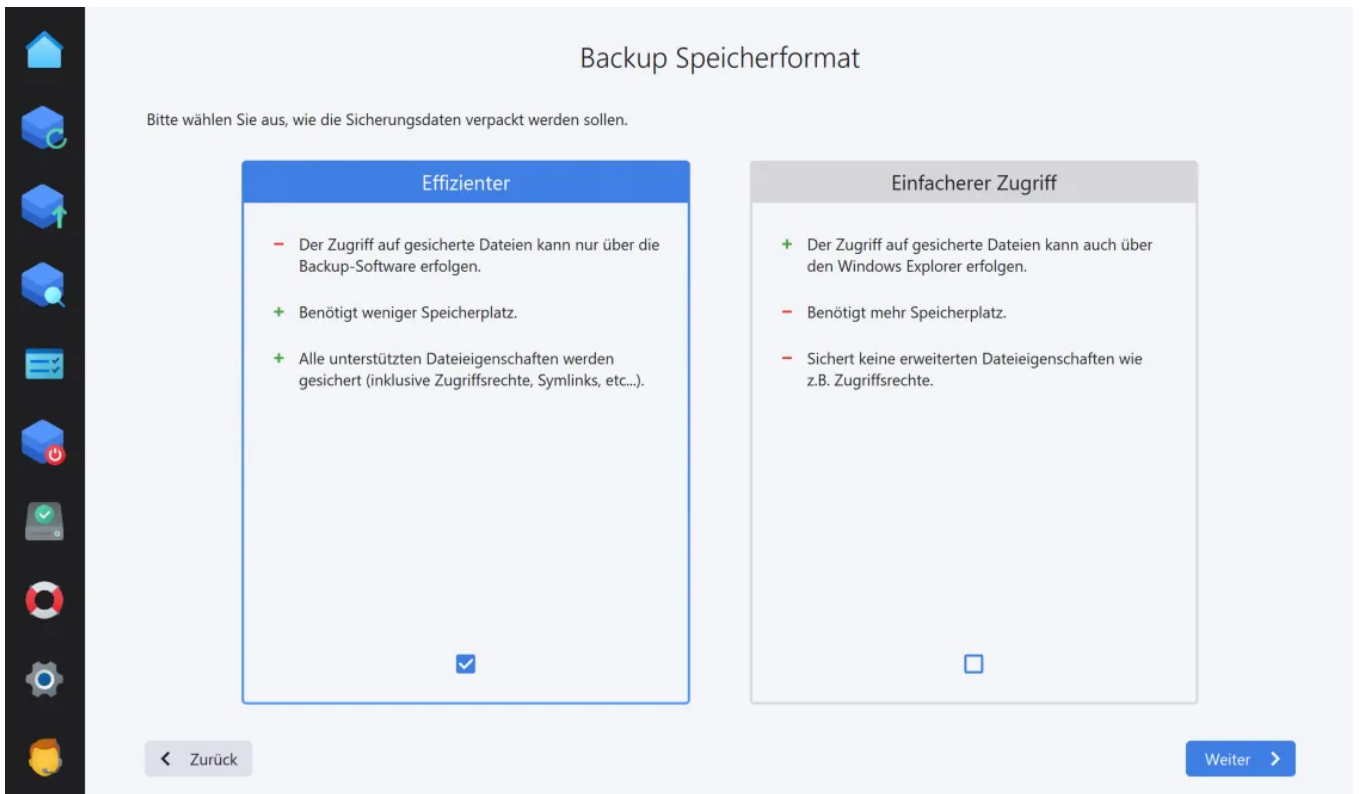 Backup Speicherformat
Bitte wählen Sie aus, wie die Sicherungsdaten verpackt werden sollen.
Effizienter
− Der Zugriff auf gesicherte Dateien kann nur über die
Backup-Software erfolgen.
+ Benötigt weniger Speicherplatz.
+ Alle unterstützten Dateieigenschaften werden
gesichert (inklusive Zugriffsrechte, Symlinks, etc...).
Einfacherer Zugriff
+ Der Zugriff auf gesicherte Dateien kann auch über
den Windows Explorer erfolgen.
− Benötigt mehr Speicherplatz.
− Sichert keine erweiterten Dateieigenschaften wie
z.B. Zugriffsrechte.
Zurück
Weiter